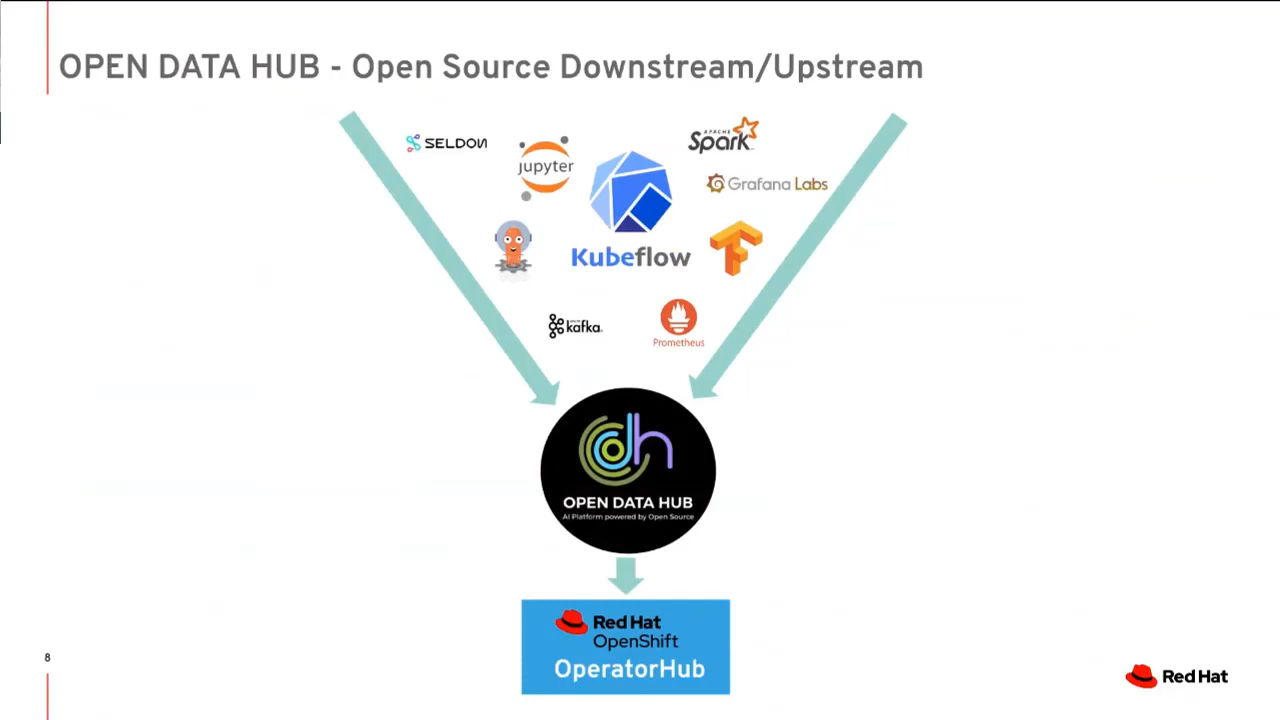 OPEN DATA HUB - Open Source Downstream/Upstream
SELDON
jupyter
APACHE
Spark
Grafana Labs
Kubeflow
kafka
Prometheus
OPEN DATA HUB
AI Platform powered by Open Source
Red Hat
OpenShift
OperatorHub
8
Red Hat